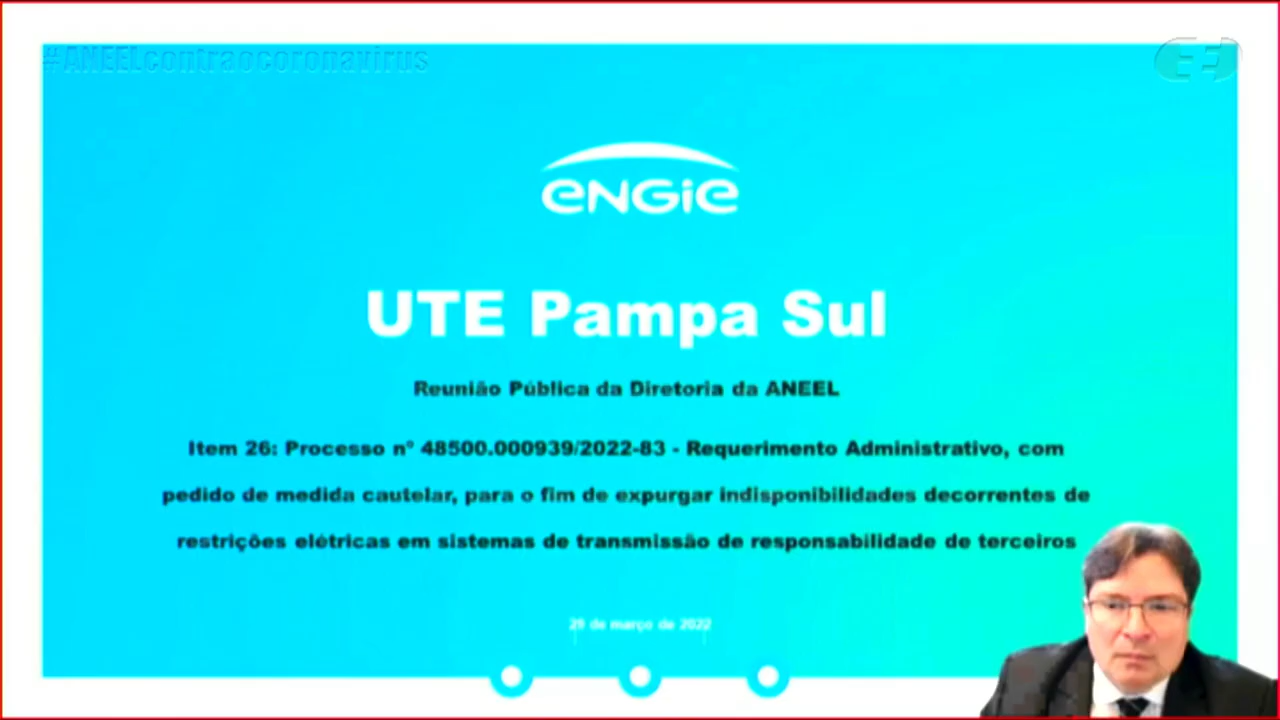 #ANEELcontraocoronavirus
ENGIE
UTE Pampa Sul
Reunião Pública da Diretoria da ANEEL
Item 26: Processo nº 48500.000939/2022-83 - Requerimento Administrativo, com
pedido de medida cautelar, para o fim de expurgar indisponibilidades decorrentes de
restrições elétricas em sistemas de transmissão de responsabilidade de terceiros
29 de março de 2022